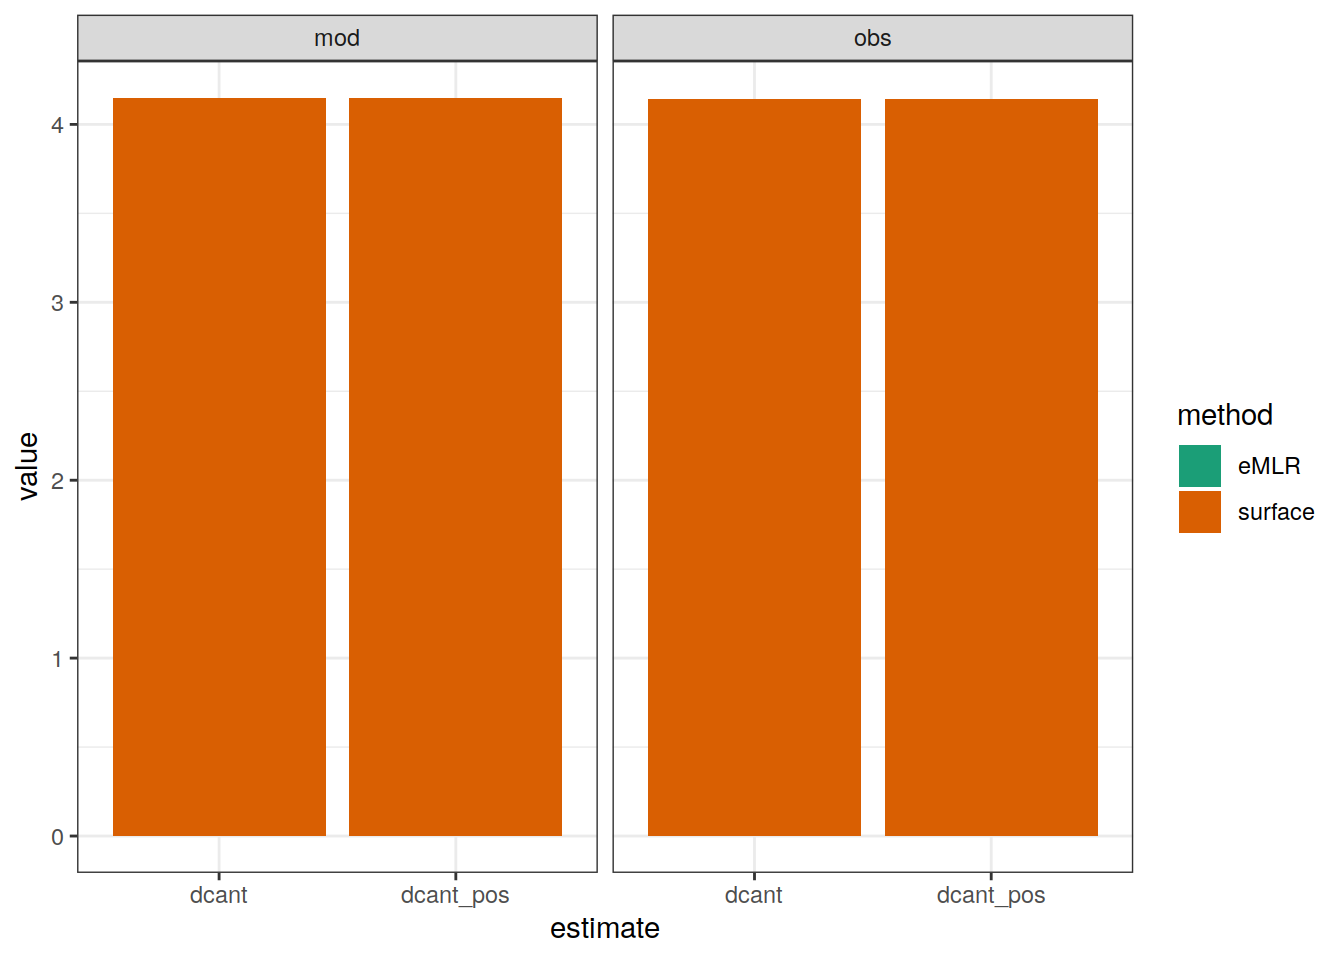 mod
obs
4
3
2
1
0
value
dcant
dcant_pos
dcant
dcant_pos
estimate
method
eMLR
surface